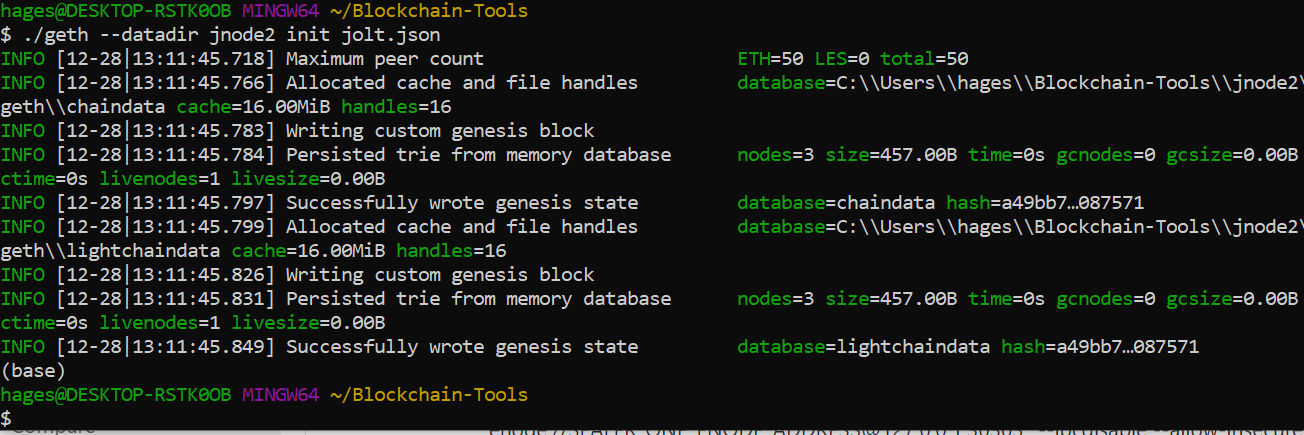 hages@DESKTOP-RSTK0OB MINGW64 ~/Blockchain-Tools
$ ./geth --datadir jnode2 init jolt.json
INFO [12-28|13:11:45.718] Maximum peer count                       ETH=50 LES=0 total=50
INFO [12-28|13:11:45.766] Allocated cache and file handles         database=C:\\Users\\hages\\Blockchain-Tools\\jnode2\
geth\\chaindata cache=16.00MiB handles=16
INFO [12-28|13:11:45.783] Writing custom genesis block
INFO [12-28|13:11:45.784] Persisted trie from memory database      nodes=3 size=457.00B time=0s gcnodes=0 gcsize=0.00B
ctime=0s livenodes=1 livesize=0.00B
INFO [12-28|13:11:45.797] Successfully wrote genesis state         database=chaindata hash=a49bb7…087571
INFO [12-28|13:11:45.799] Allocated cache and file handles         database=C:\\Users\\hages\\Blockchain-Tools\\jnode2\
geth\\lightchaindata cache=16.00MiB handles=16
INFO [12-28|13:11:45.826] Writing custom genesis block
INFO [12-28|13:11:45.831] Persisted trie from memory database      nodes=3 size=457.00B time=0s gcnodes=0 gcsize=0.00B
ctime=0s livenodes=1 livesize=0.00B
INFO [12-28|13:11:45.849] Successfully wrote genesis state         database=lightchaindata hash=a49bb7…087571
(base)
hages@DESKTOP-RSTK0OB MINGW64 ~/Blockchain-Tools
$